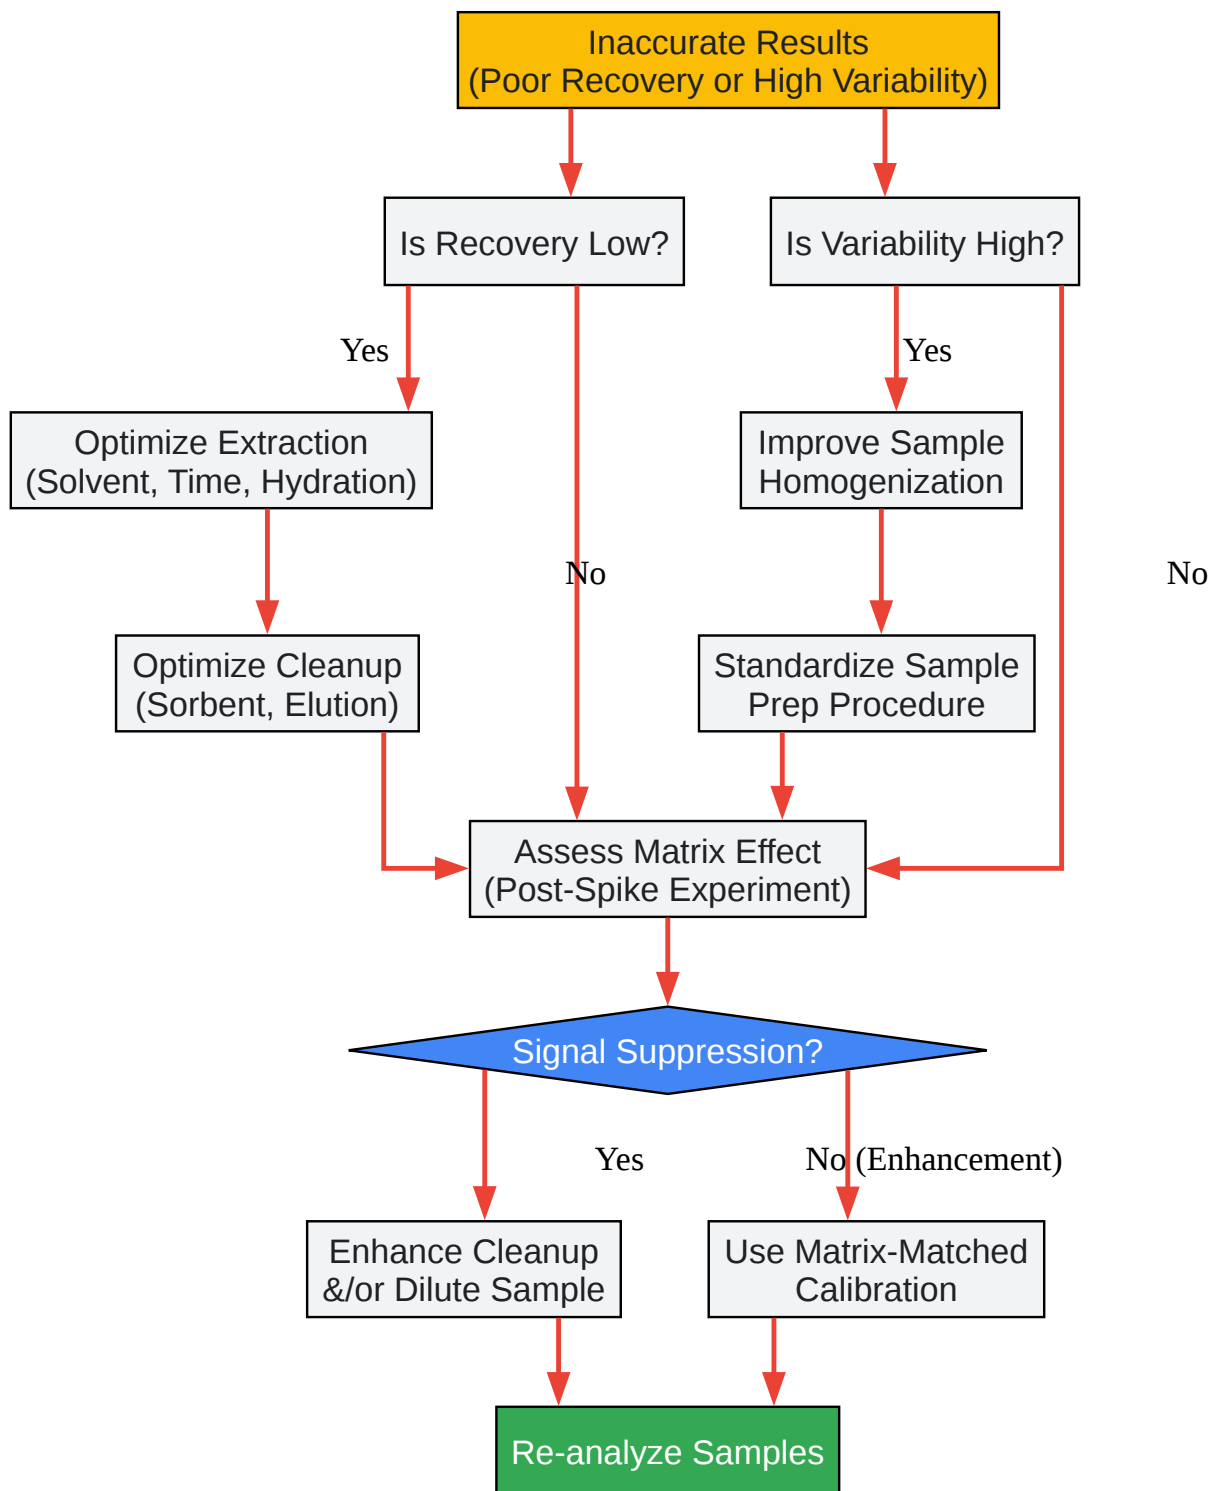 Inaccurate Results
(Poor Recovery or High Variability)
Is Recovery Low?
Is Variability High?
Yes
Yes
Optimize Extraction
(Solvent, Time, Hydration)
Improve Sample
Homogenization
No
No
Optimize Cleanup
(Sorbent, Elution)
Standardize Sample
Prep Procedure
Assess Matrix Effect
(Post-Spike Experiment)
Signal Suppression?
Yes
No (Enhancement)
Enhance Cleanup
&/or Dilute Sample
Use Matrix-Matched
Calibration
Re-analyze Samples